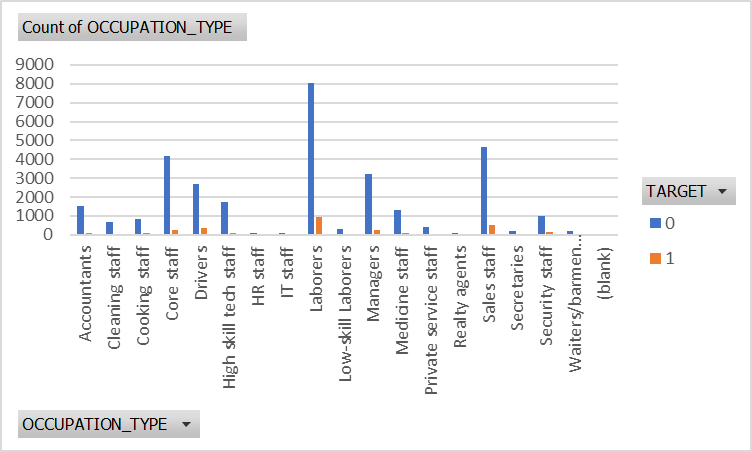 Count of OCCUPATION_TYPE
9000
8000
7000
6000
5000
4000
3000
2000
1000
0
Accountants
Cleaning staff
Cooking staff
Core staff
Drivers
High skill tech staff
HR staff
IT staff
Laborers
Low-skill Laborers
Managers
Medicine staff
Private service staff
Realty agents
Sales staff
Secretaries
Security staff
Waiters/barmen...
(blank)
TARGET
0
1
OCCUPATION_TYPE